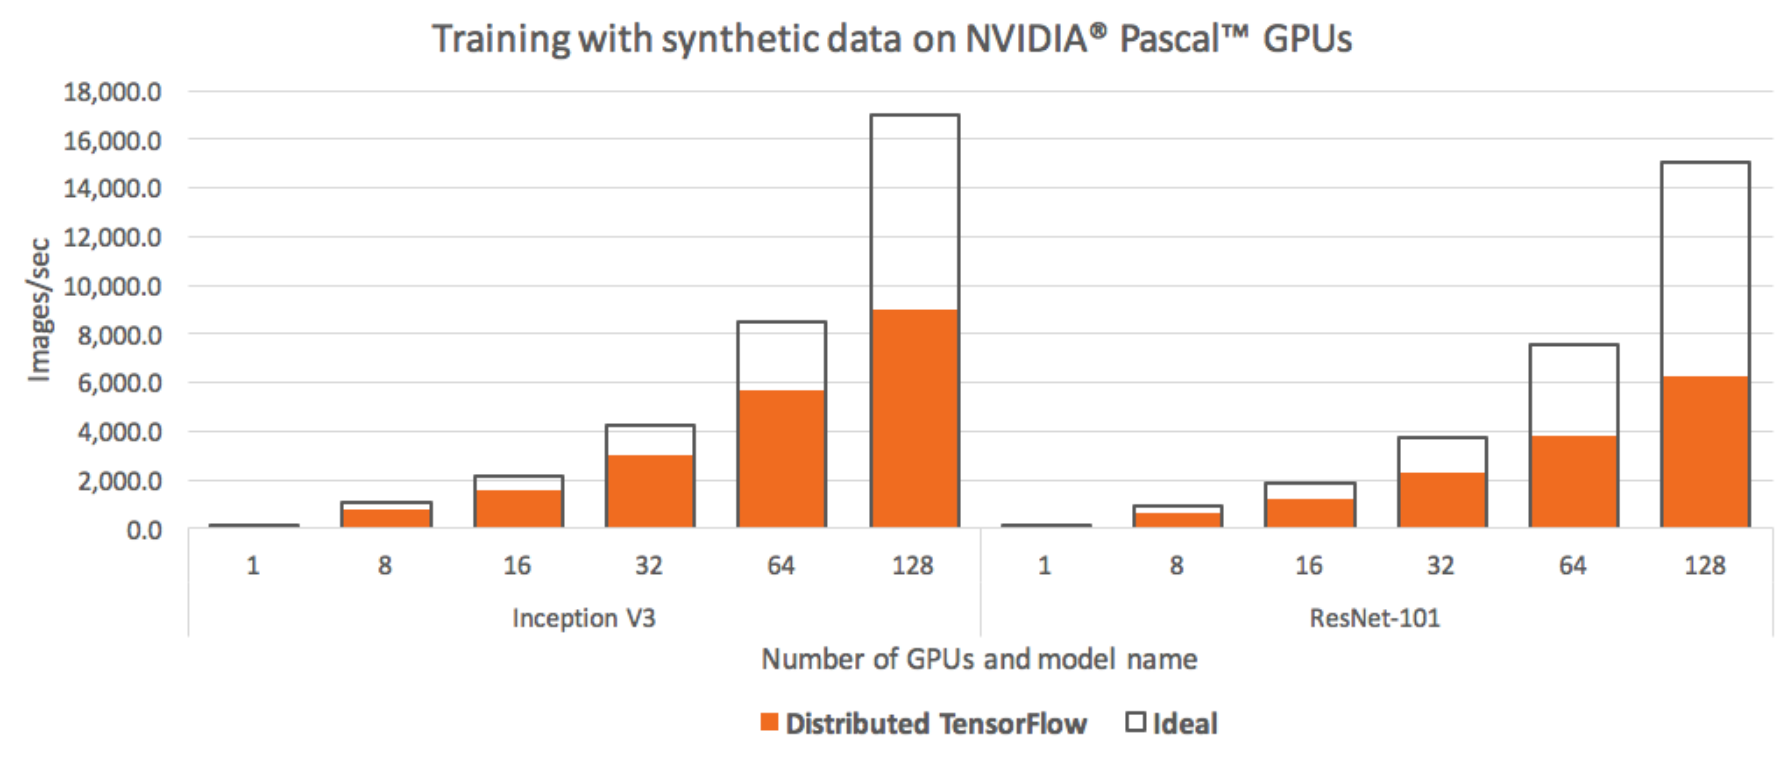 Training with synthetic data on NVIDIA® Pascal™ GPUs
Images/sec
18,000.0
16,000.0
14,000.0
12,000.0
10,000.0
8,000.0
6,000.0
4,000.0
2,000.0
0.0
1 8 16 32 64 128 1 8 16 32 64 128
Inception V3 ResNet-101
Number of GPUs and model name
Distributed TensorFlow Ideal